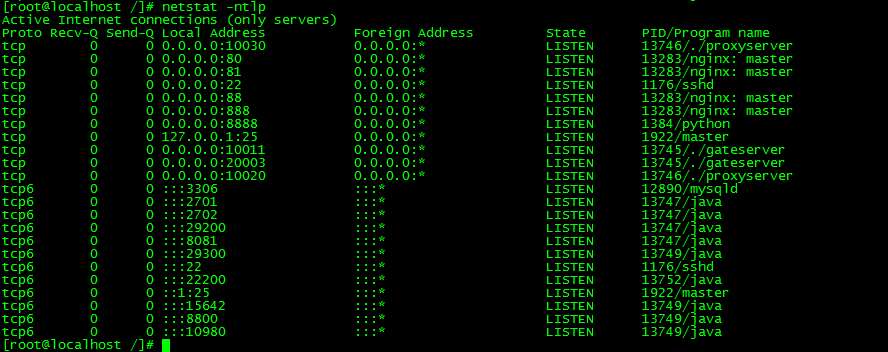 [root@localhost /]# netstat -ntlp
Active Internet connections (only servers)
Proto Recv-Q Send-Q Local Address           Foreign Address         State       PID/Program name
tcp        0      0 0.0.0.0:10030           0.0.0.0:*               LISTEN      13746/./proxyserver
tcp        0      0 0.0.0.0:80              0.0.0.0:*               LISTEN      13283/nginx: master
tcp        0      0 0.0.0.0:81              0.0.0.0:*               LISTEN      13283/nginx: master
tcp        0      0 0.0.0.0:22              0.0.0.0:*               LISTEN      1176/sshd
tcp        0      0 0.0.0.0:88              0.0.0.0:*               LISTEN      13283/nginx: master
tcp        0      0 0.0.0.0:888             0.0.0.0:*               LISTEN      13283/nginx: master
tcp        0      0 0.0.0.0:8888            0.0.0.0:*               LISTEN      1384/python
tcp        0      0 127.0.0.1:25            0.0.0.0:*               LISTEN      1922/master
tcp        0      0 0.0.0.0:10011           0.0.0.0:*               LISTEN      13745/./gateserver
tcp        0      0 0.0.0.0:20003           0.0.0.0:*               LISTEN      13745/./gateserver
tcp        0      0 0.0.0.0:10020           0.0.0.0:*               LISTEN      13746/./proxyserver
tcp6       0      0 :::3306                 :::*                    LISTEN      12890/mysqld
tcp6       0      0 :::2701                 :::*                    LISTEN      13747/java
tcp6       0      0 :::2702                 :::*                    LISTEN      13747/java
tcp6       0      0 :::29200                :::*                    LISTEN      13747/java
tcp6       0      0 :::8081                 :::*                    LISTEN      13747/java
tcp6       0      0 :::29300                :::*                    LISTEN      13749/java
tcp6       0      0 :::22                   :::*                    LISTEN      1176/sshd
tcp6       0      0 :::22200                :::*                    LISTEN      13752/java
tcp6       0      0 ::1:25                  :::*                    LISTEN      1922/master
tcp6       0      0 :::15642                :::*                    LISTEN      13749/java
tcp6       0      0 :::8800                 :::*                    LISTEN      13749/java
tcp6       0      0 :::10980                :::*                    LISTEN      13749/java
[root@localhost /]#